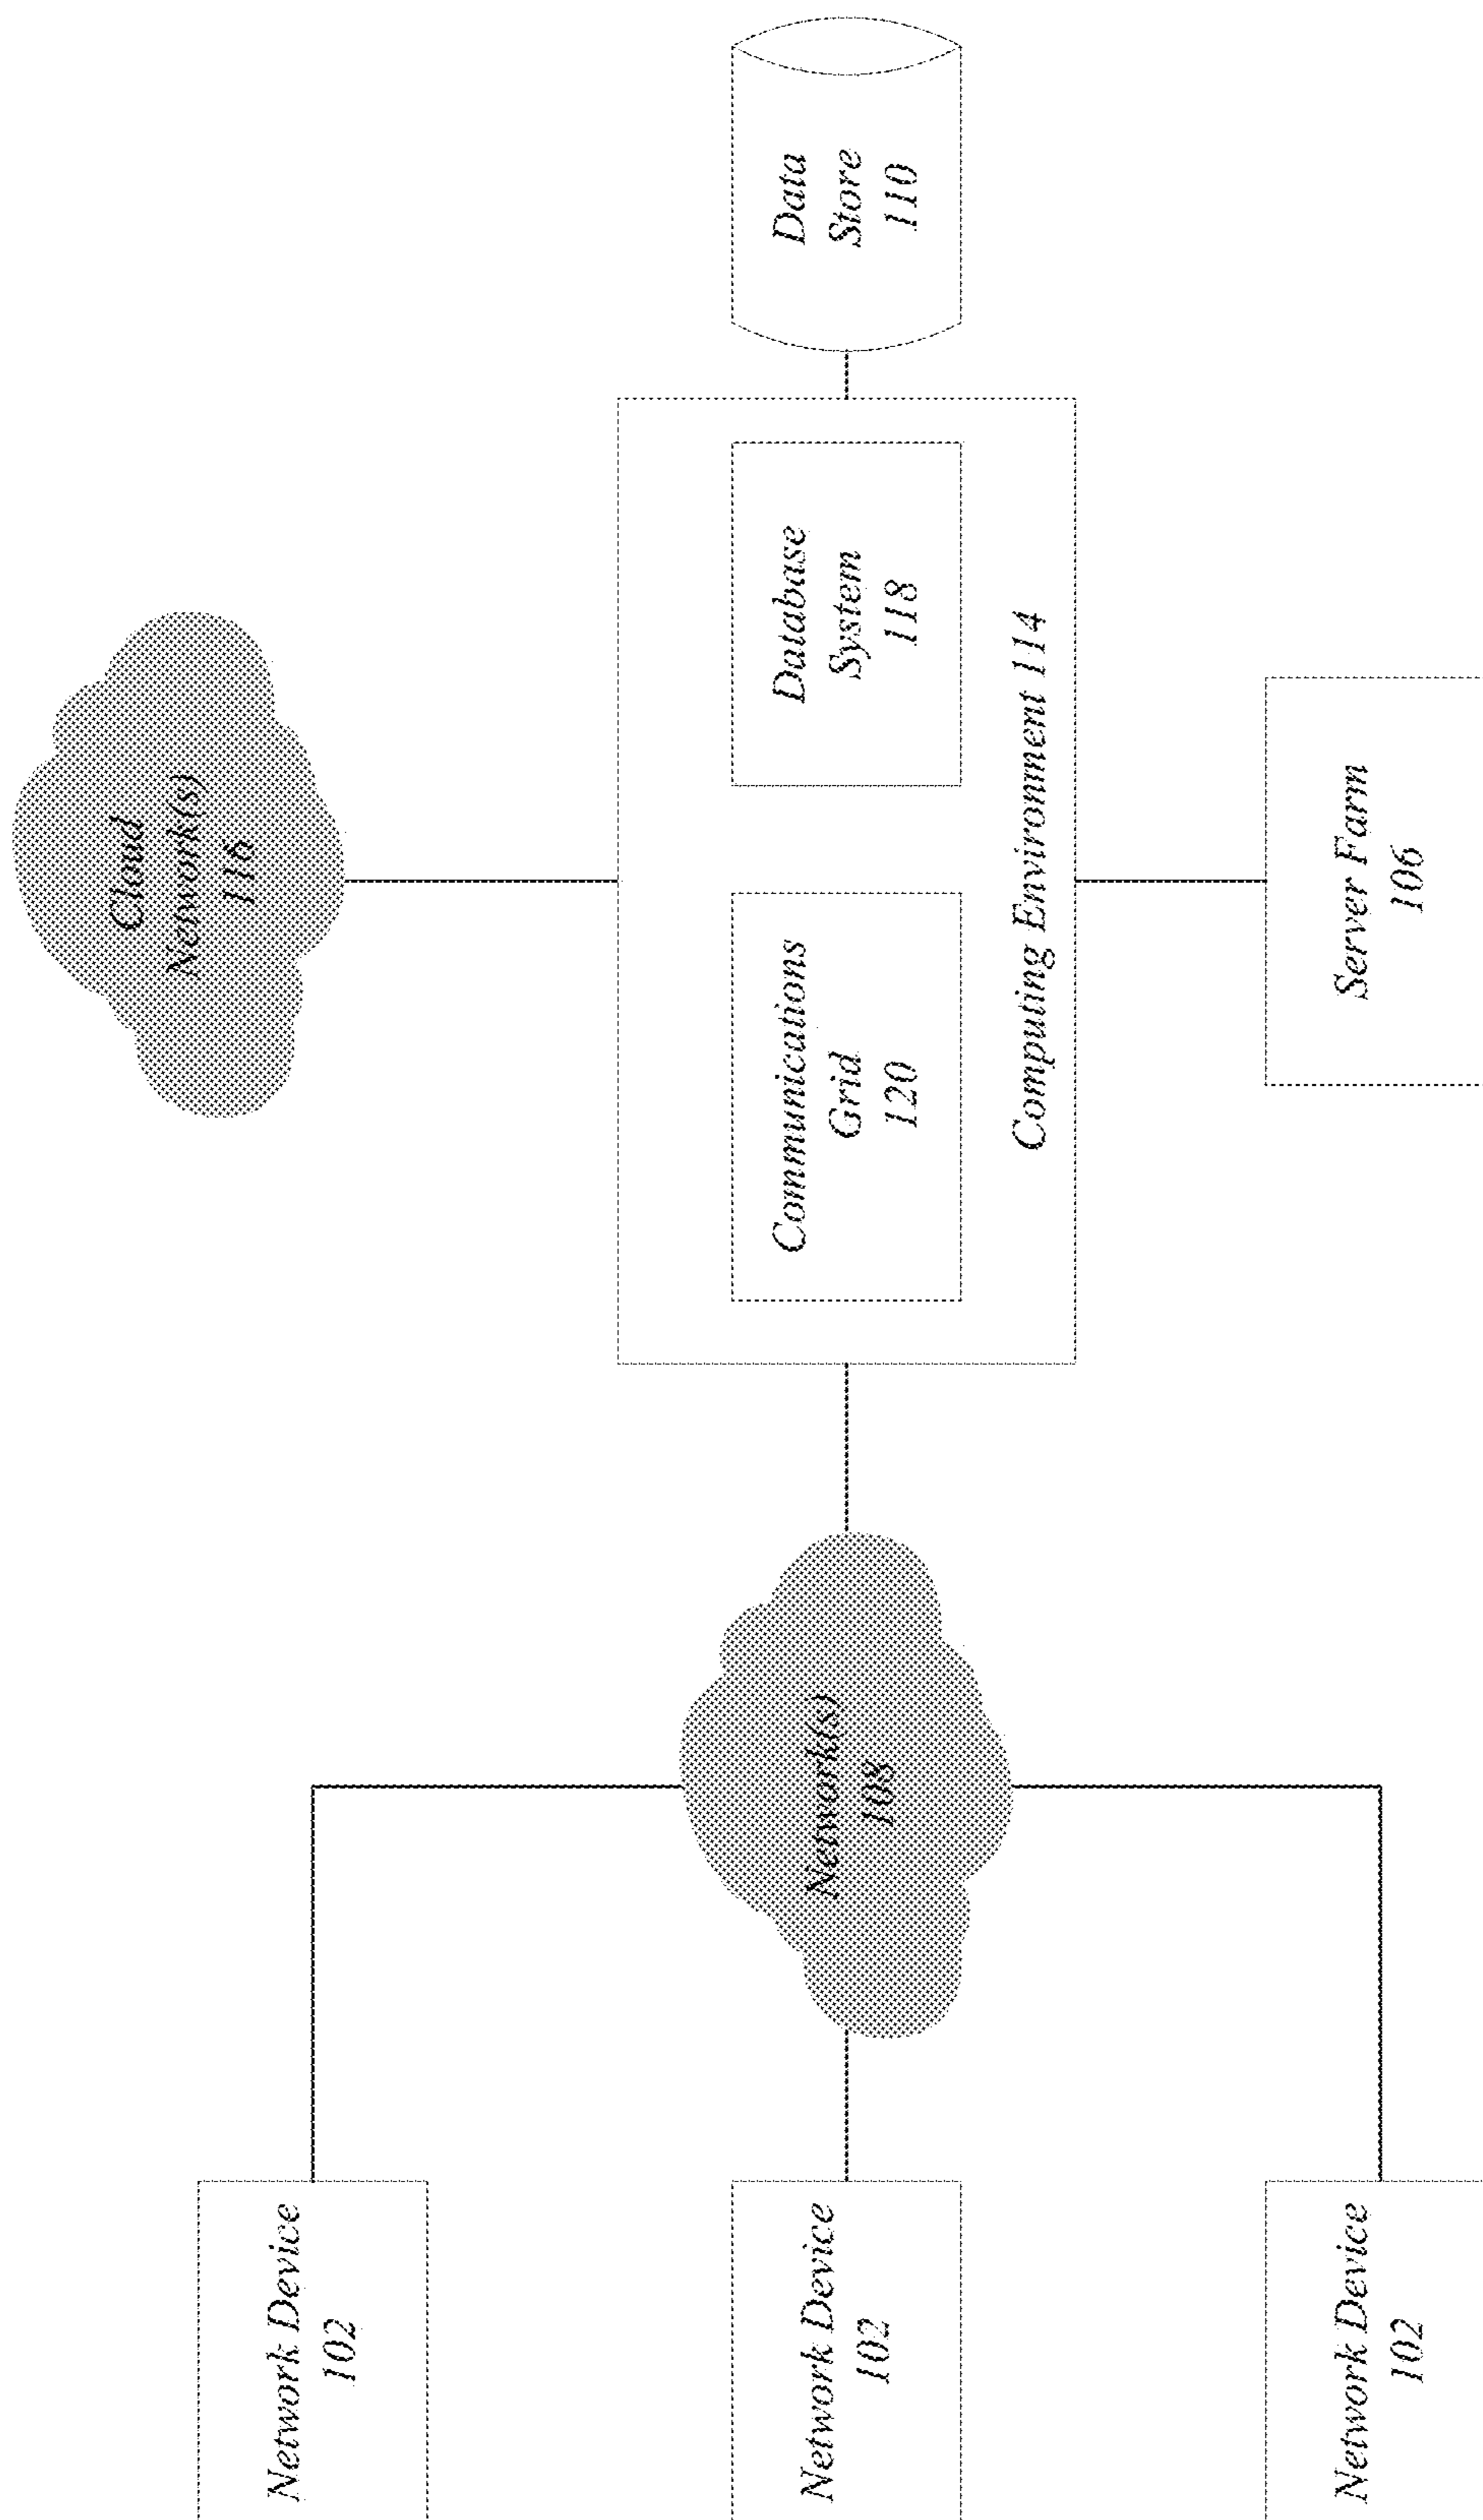 Cloud
Network(s)
116
Network Device
102
Network Device
102
Network(s)
108
Communications
Grid
120
Database
System
118
Computing Environment 114
Data
Store
110
Network Device
102
Server Farm
106